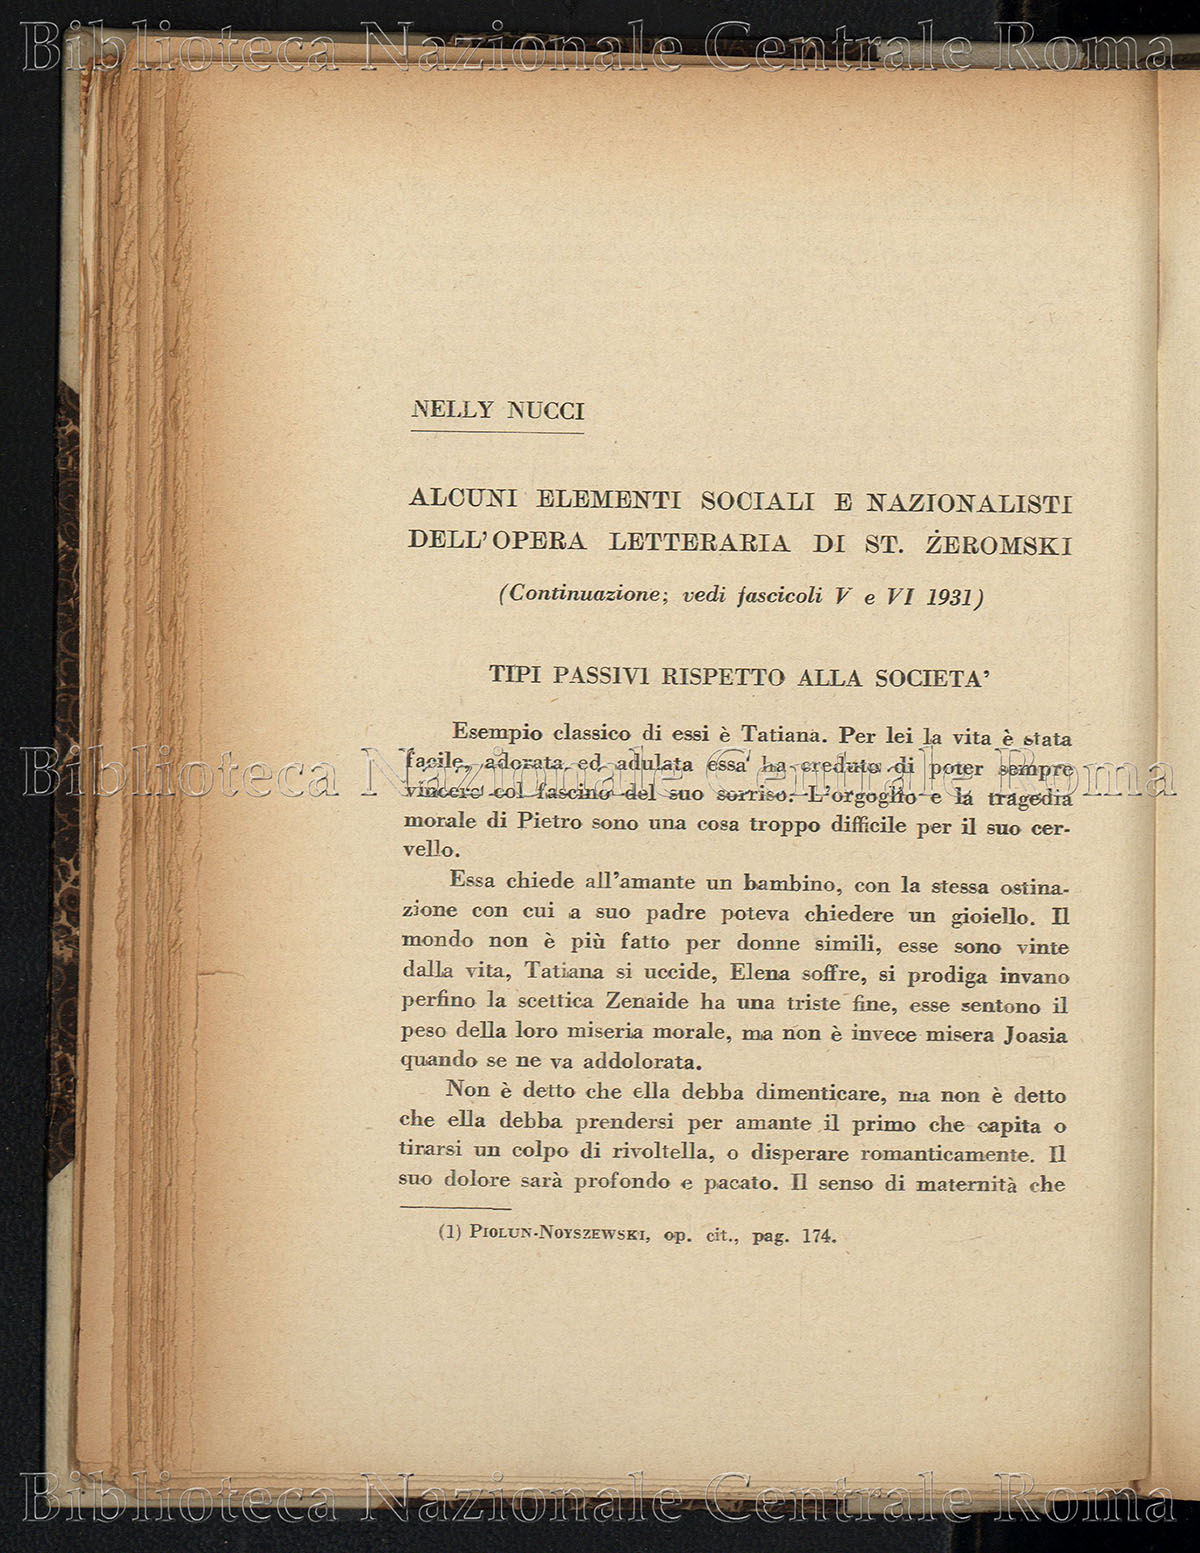 Biblioteca Nazionale Centrale Roma
NELLY NUCCI
ALCUNI ELEMENTI SOCIALI E NAZIONALISTI
DELL'OPERA LETTERARIA DI ST. ŻEROMSKI
(Continuazione; vedi fascicoli V e VI 1931)
TIPI PASSIVI RISPETTO ALLA SOCIETA'
Esempio classico di essi è Tatiana. Per lei la vita è stata
facile, adorata ed adulata essa ha creduto di poter sempre
Biblioteca Nazionale Centrale Roma
vincere col fascino del suo sorriso. L'orgoglio e la tragedia
morale di Pietro sono una cosa troppo difficile per il suo cer-
vello.
Essa chiede all'amante un bambino, con la stessa ostina-
zione con cui a suo padre poteva chiedere un gioiello. Il
mondo non è più fatto per donne simili, esse sono vinte
dalla vita, Tatiana si uccide, Elena soffre, si prodiga invano
perfino la scettica Zenaide ha una triste fine, esse sentono il
peso della loro miseria morale, ma non è invece misera Joasia
quando se ne va addolorata.
Non è detto che ella debba dimenticare, ma non è detto
che ella debba prendersi per amante il primo che capita o
tirarsi un colpo di rivoltella, o disperare romanticamente. Il
suo dolore sarà profondo e pacato. Il senso di maternità che
(1) PIOLUN-NOYSZEWSKI, op. cit., pag. 174.
Biblioteca Nazionale Centrale Roma